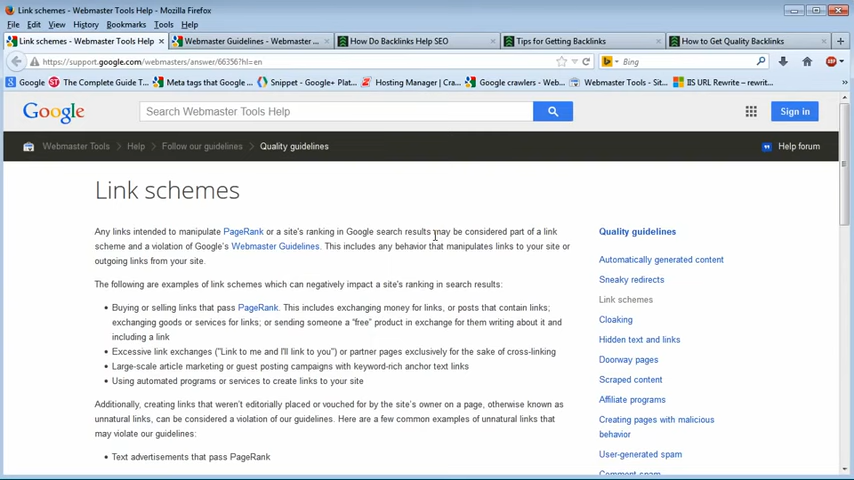 Link schemes - Webmaster Tools Help - Mozilla Firefox
File Edit View History Bookmarks Tools Help
Link schemes - Webmaster Tools Help × Webmaster Guidelines - Webmaster ... × How Do Backlinks Help SEO × Tips for Getting Backlinks × How to Get Quality Backlinks × +
https://support.google.com/webmasters/answer/66356?hl=en Bing ABP
Google The Complete Guide T... Meta tags that Google ... Snippet - Google+ Plat... Hosting Manager | Cra... Google crawlers - Web... Webmaster Tools - Sit... IIS URL Rewrite – rewrit...
Google Search Webmaster Tools Help Sign in
Webmaster Tools Help Follow our guidelines Quality guidelines Help forum
Link schemes
Any links intended to manipulate PageRank or a site's ranking in Google search results may be considered part of a link
scheme and a violation of Google's Webmaster Guidelines. This includes any behavior that manipulates links to your site or
outgoing links from your site.
The following are examples of link schemes which can negatively impact a site's ranking in search results:
• Buying or selling links that pass PageRank. This includes exchanging money for links, or posts that contain links;
exchanging goods or services for links; or sending someone a “free” product in exchange for them writing about it and
including a link
• Excessive link exchanges ("Link to me and I'll link to you") or partner pages exclusively for the sake of cross-linking
• Large-scale article marketing or guest posting campaigns with keyword-rich anchor text links
• Using automated programs or services to create links to your site
Additionally, creating links that weren't editorially placed or vouched for by the site's owner on a page, otherwise known as
unnatural links, can be considered a violation of our guidelines. Here are a few common examples of unnatural links that
may violate our guidelines:
• Text advertisements that pass PageRank
Quality guidelines
Automatically generated content
Sneaky redirects
Link schemes
Cloaking
Hidden text and links
Doorway pages
Scraped content
Affiliate programs
Creating pages with malicious
behavior
User-generated spam
Comment spam